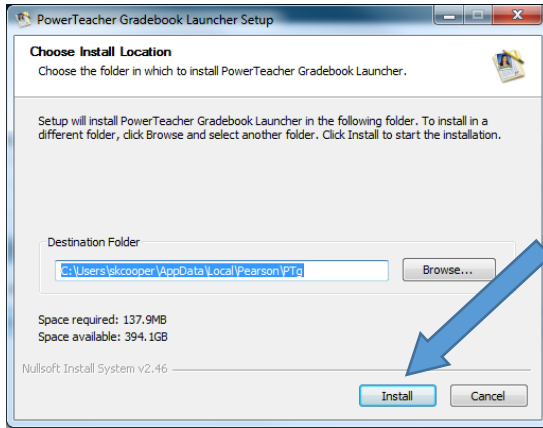 PowerTeacher Gradebook Launcher Setup
Choose Install Location
Choose the folder in which to install PowerTeacher Gradebook Launcher.
Setup will install PowerTeacher Gradebook Launcher in the following folder. To install in a
different folder, click Browse and select another folder. Click Install to start the installation.
Destination Folder
C:\Users\skcooper\AppData\Local\Pearson\PTg
Browse...
Space required: 137.9MB
Space available: 394.1GB
Nullsoft Install System v2.46
Install Cancel